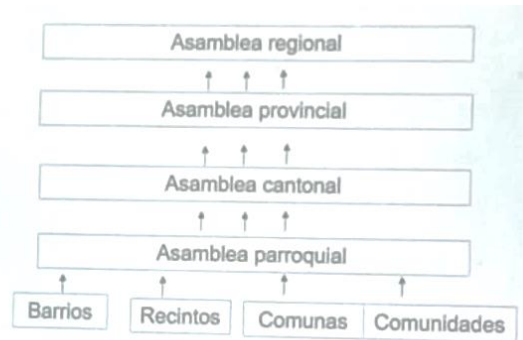 Asamblea regional
Asamblea provincial
Asamblea cantonal
Asamblea parroquial
Barrios Recintos Comunas Comunidades